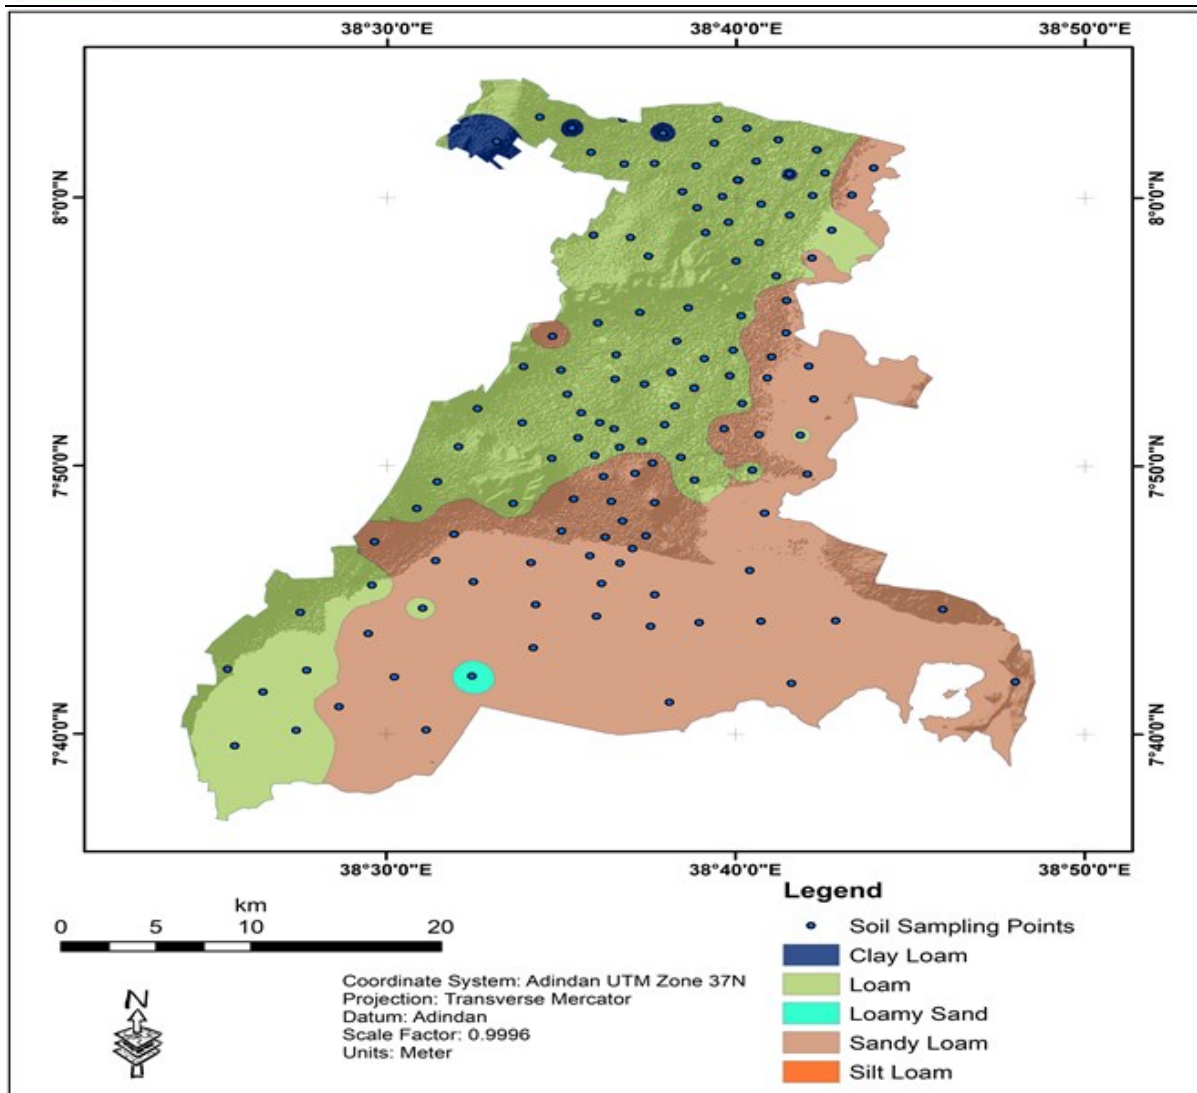 38°30'0"E 38°40'0"E 38°50'0"E
8°0'0"N 8°0'0"N
7°50'0"N 7°50'0"N
7°40'0"N 7°40'0"N
38°30'0"E 38°40'0"E 38°50'0"E
km
0 5 10 20
N
Coordinate System: Adindan UTM Zone 37N
Projection: Transverse Mercator
Datum: Adindan
Scale Factor: 0.9996
Units: Meter
Legend
Soil Sampling Points
Clay Loam
Loam
Loamy Sand
Sandy Loam
Silt Loam